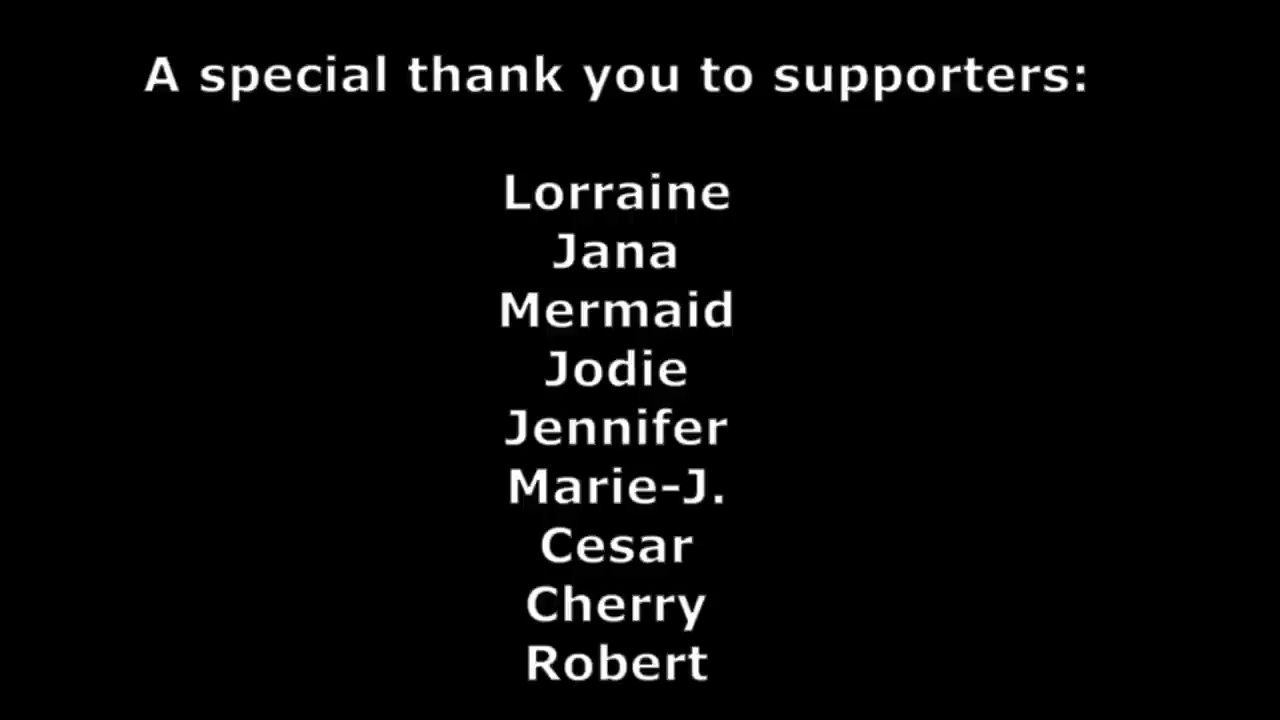 A special thank you to supporters:
Lorraine
Jana
Mermaid
Jodie
Jennifer
Marie-J.
Cesar
Cherry
Robert